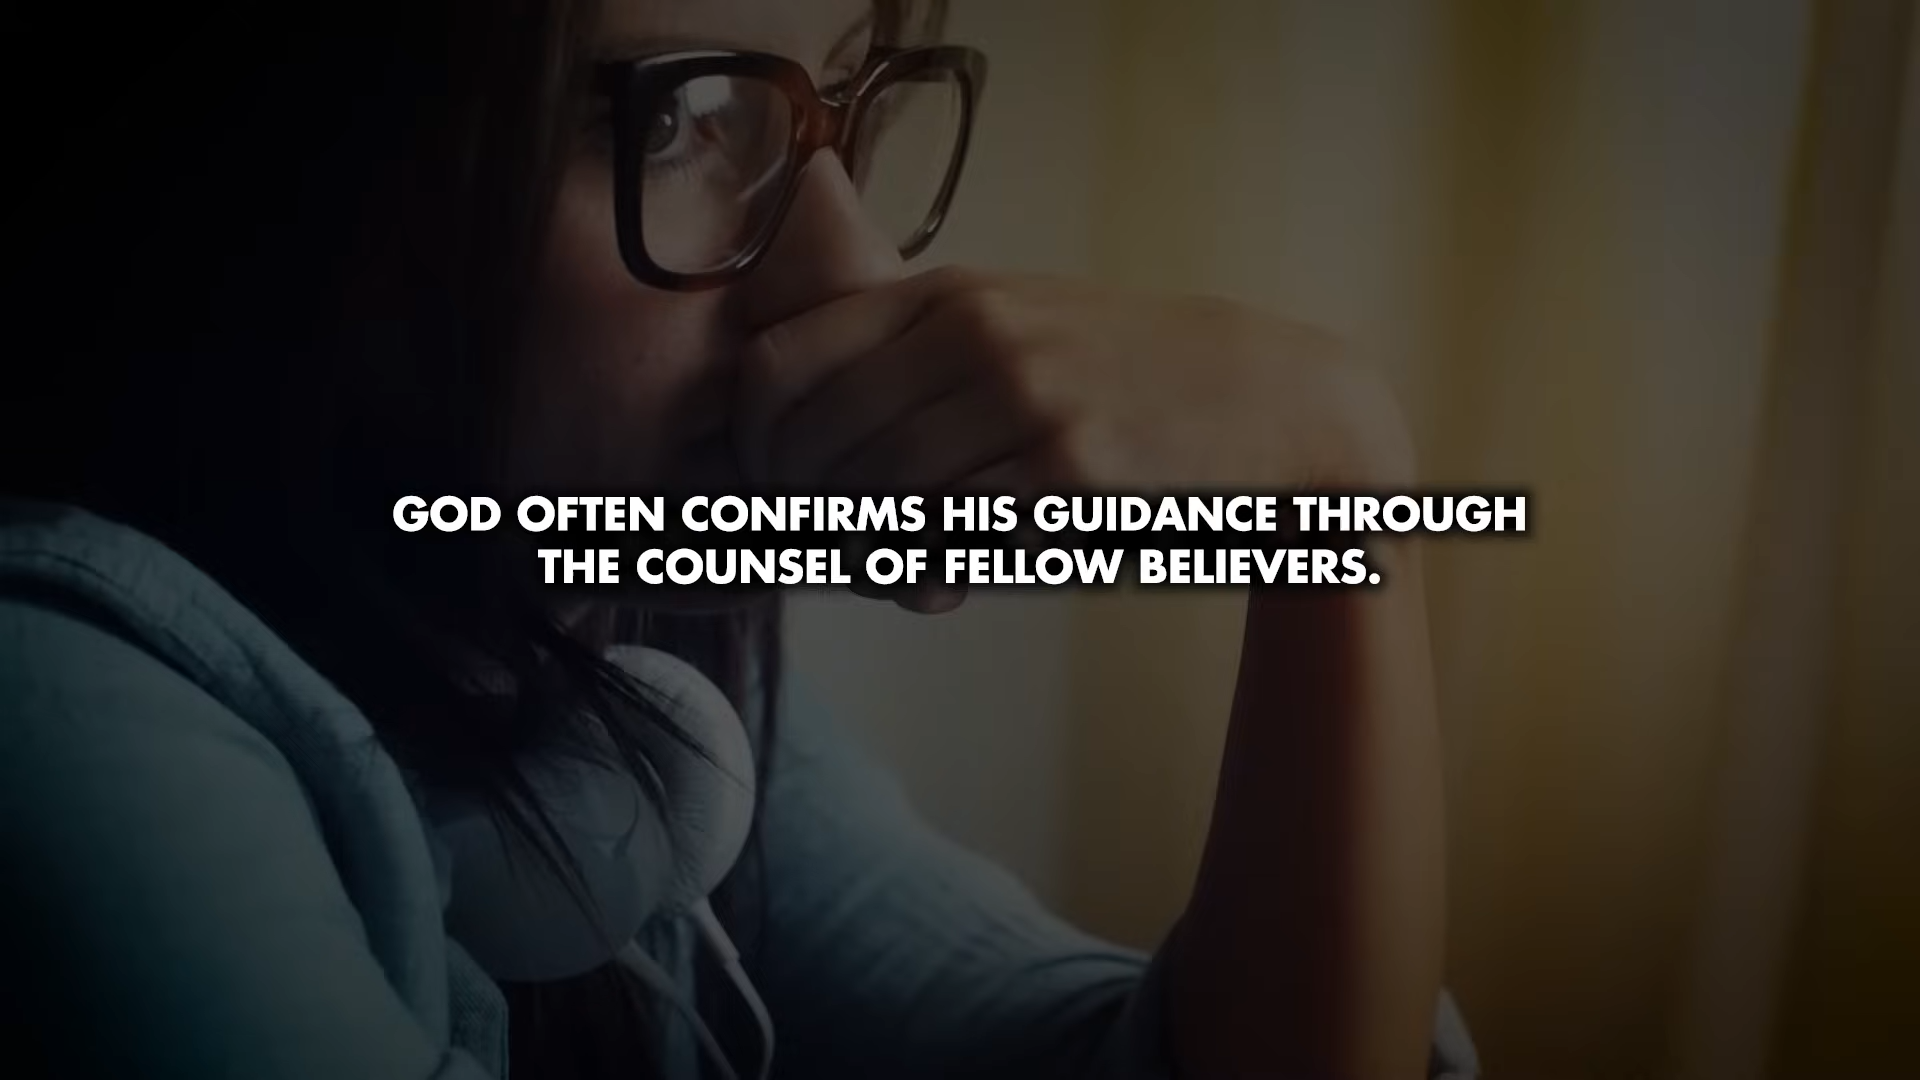 GOD OFTEN CONFIRMS HIS GUIDANCE THROUGH
THE COUNSEL OF FELLOW BELIEVERS.